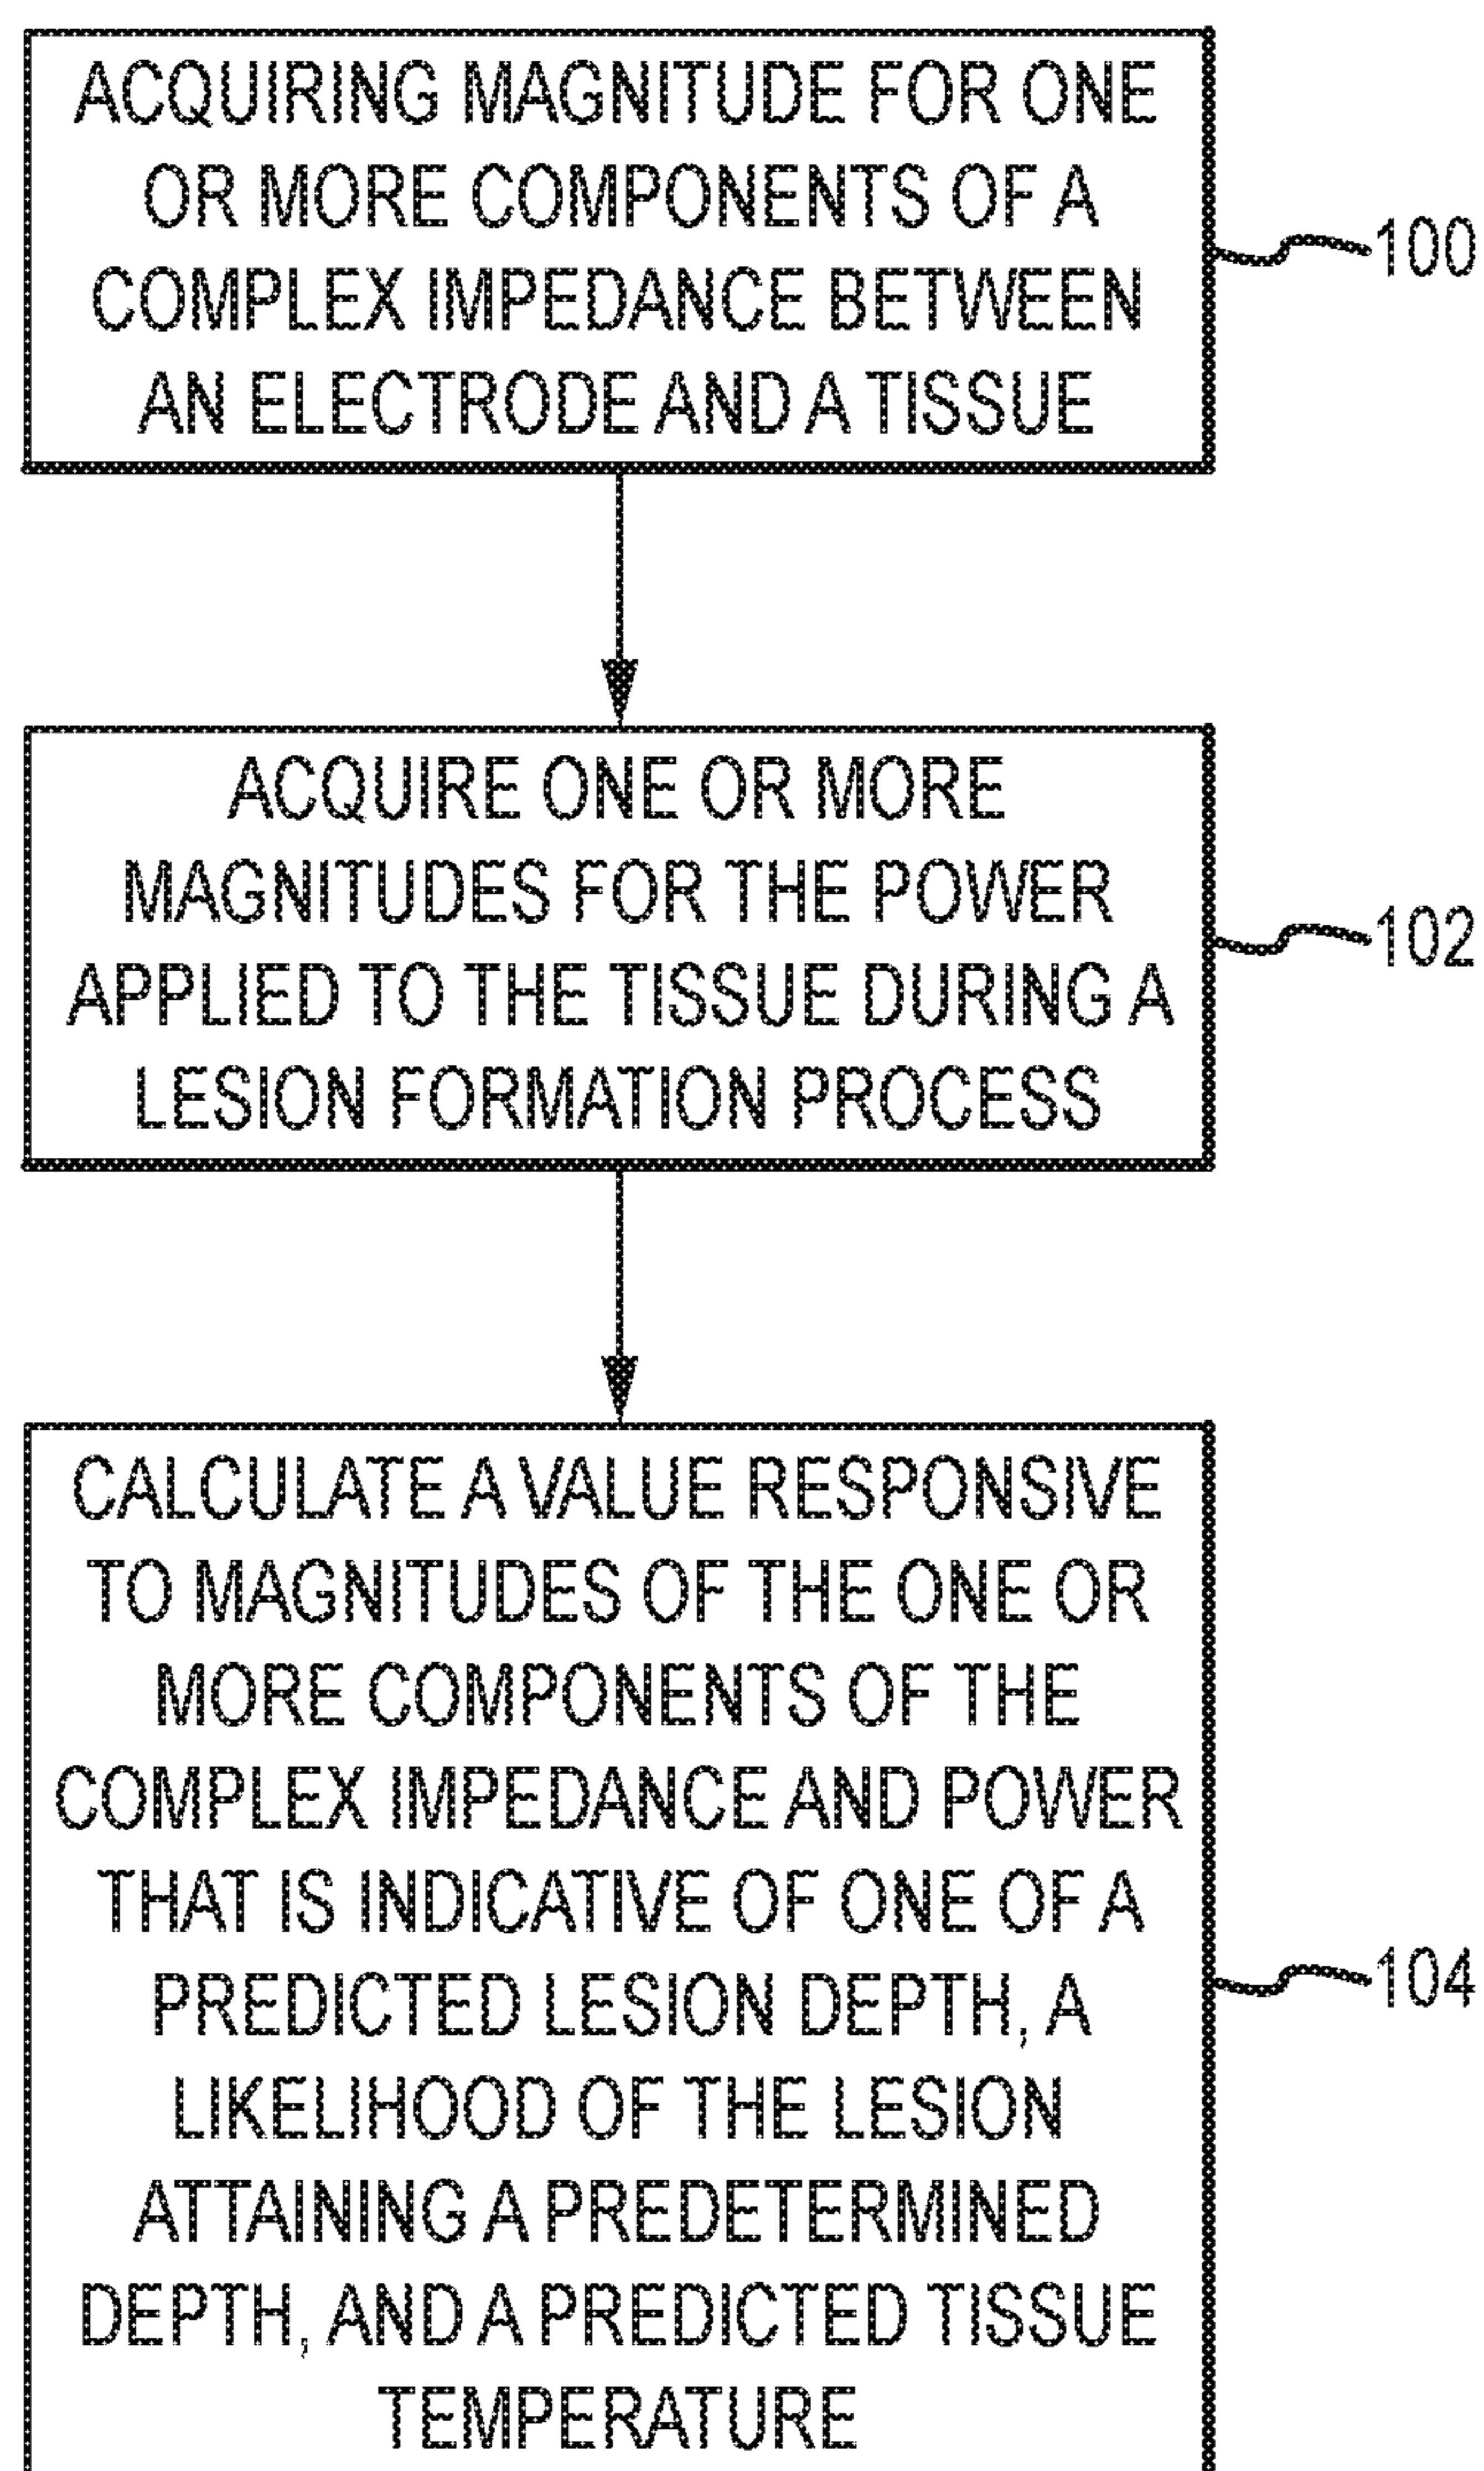 ACQUIRING MAGNITUDE FOR ONE
OR MORE COMPONENTS OF A
COMPLEX IMPEDANCE BETWEEN
AN ELECTRODE AND A TISSUE
100
ACQUIRE ONE OR MORE
MAGNITUDES FOR THE POWER
APPLIED TO THE TISSUE DURING A
LESION FORMATION PROCESS
102
CALCULATE A VALUE RESPONSIVE
TO MAGNITUDES OF THE ONE OR
MORE COMPONENTS OF THE
COMPLEX IMPEDANCE AND POWER
THAT IS INDICATIVE OF ONE OF A
PREDICTED LESION DEPTH, A
LIKELIHOOD OF THE LESION
ATTAINING A PREDETERMINED
DEPTH, AND A PREDICTED TISSUE
TEMPERATURE
104